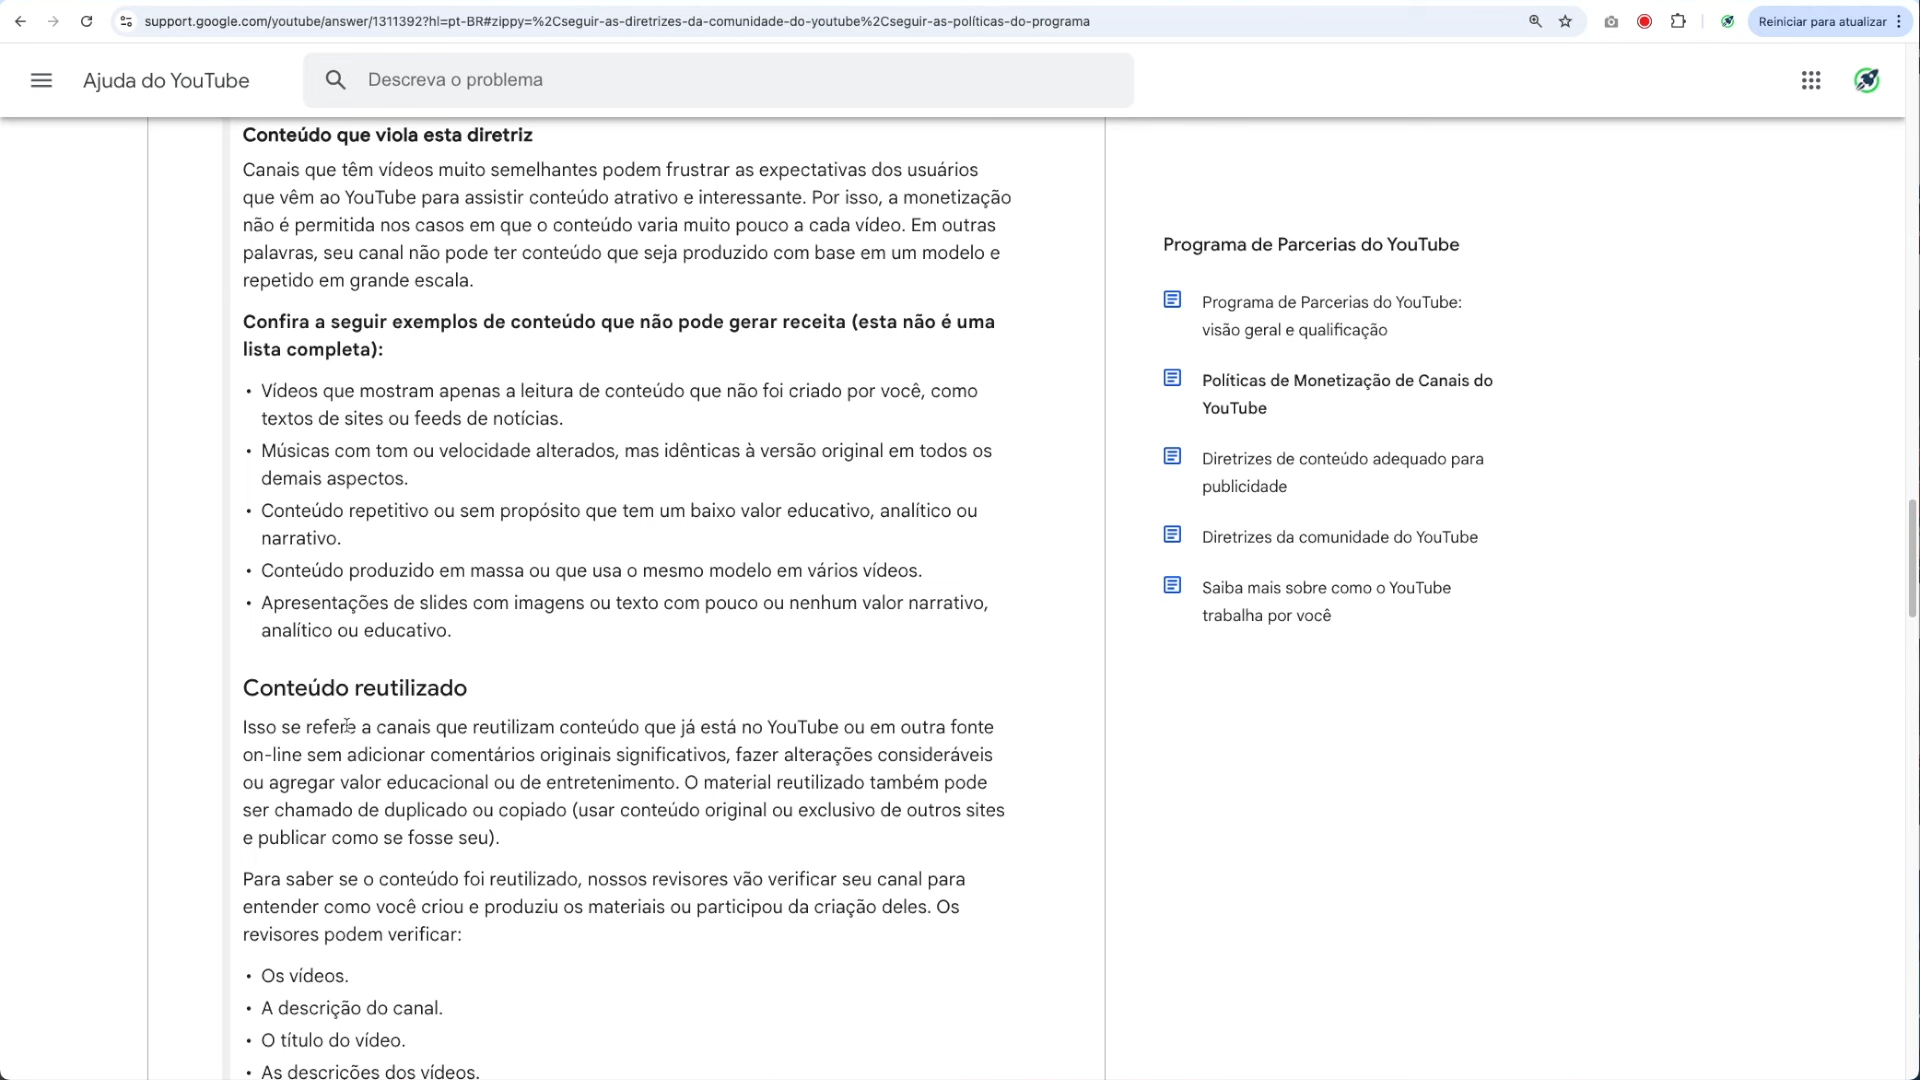 support.google.com/youtube/answer/1311392?hl=pt-BR#zippy=%2Cseguir-as-diretrizes-da-comunidade-do-youtube%2Cseguir-as-políticas-do-programa
Reiniciar para atualizar
Ajuda do YouTube
Descreva o problema
Conteúdo que viola esta diretriz
Canais que têm vídeos muito semelhantes podem frustrar as expectativas dos usuários
que vêm ao YouTube para assistir conteúdo atrativo e interessante. Por isso, a monetização
não é permitida nos casos em que o conteúdo varia muito pouco a cada vídeo. Em outras
palavras, seu canal não pode ter conteúdo que seja produzido com base em um modelo e
repetido em grande escala.
Confira a seguir exemplos de conteúdo que não pode gerar receita (esta não é uma
lista completa):
• Vídeos que mostram apenas a leitura de conteúdo que não foi criado por você, como
textos de sites ou feeds de notícias.
• Músicas com tom ou velocidade alterados, mas idênticas à versão original em todos os
demais aspectos.
• Conteúdo repetitivo ou sem propósito que tem um baixo valor educativo, analítico ou
narrativo.
• Conteúdo produzido em massa ou que usa o mesmo modelo em vários vídeos.
• Apresentações de slides com imagens ou texto com pouco ou nenhum valor narrativo,
analítico ou educativo.
Conteúdo reutilizado
Isso se refere a canais que reutilizam conteúdo que já está no YouTube ou em outra fonte
on-line sem adicionar comentários originais significativos, fazer alterações consideráveis
ou agregar valor educacional ou de entretenimento. O material reutilizado também pode
ser chamado de duplicado ou copiado (usar conteúdo original ou exclusivo de outros sites
e publicar como se fosse seu).
Para saber se o conteúdo foi reutilizado, nossos revisores vão verificar seu canal para
entender como você criou e produziu os materiais ou participou da criação deles. Os
revisores podem verificar:
• Os vídeos.
• A descrição do canal.
• O título do vídeo.
• As descrições dos vídeos.
Programa de Parcerias do YouTube
Programa de Parcerias do YouTube:
visão geral e qualificação
Políticas de Monetização de Canais do
YouTube
Diretrizes de conteúdo adequado para
publicidade
Diretrizes da comunidade do YouTube
Saiba mais sobre como o YouTube
trabalha por você